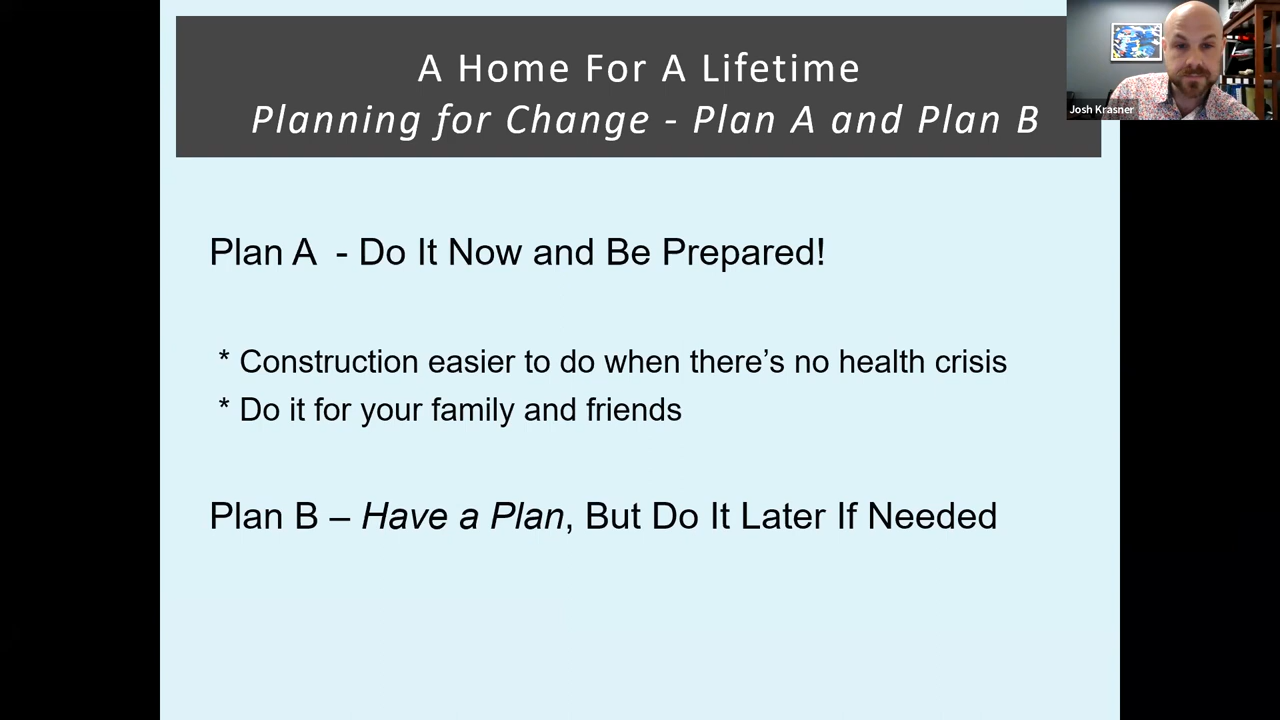 A Home For A Lifetime
Planning for Change - Plan A and Plan B
Josh Krasner
Plan A - Do It Now and Be Prepared!
* Construction easier to do when there’s no health crisis
* Do it for your family and friends
Plan B – Have a Plan, But Do It Later If Needed